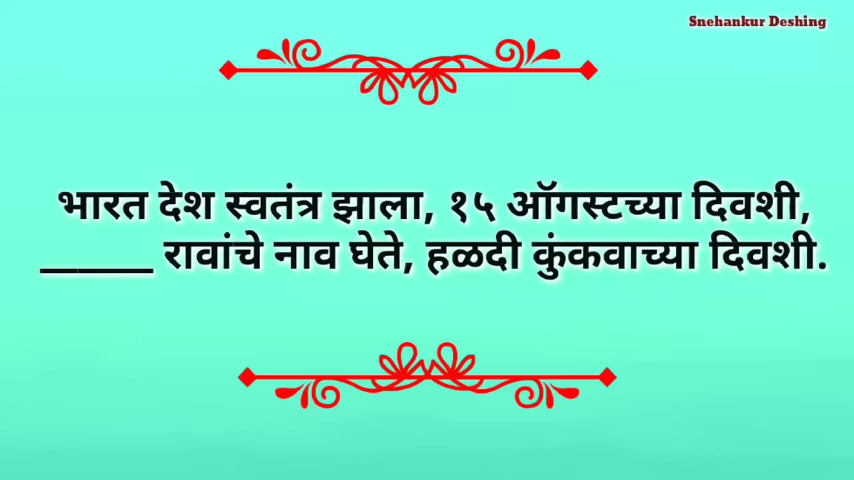 Snehankur Deshing
भारत देश स्वतंत्र झाला, १५ ऑगस्टच्या दिवशी,
______ रावांचे नाव घेते, हळदी कुंकवाच्या दिवशी.